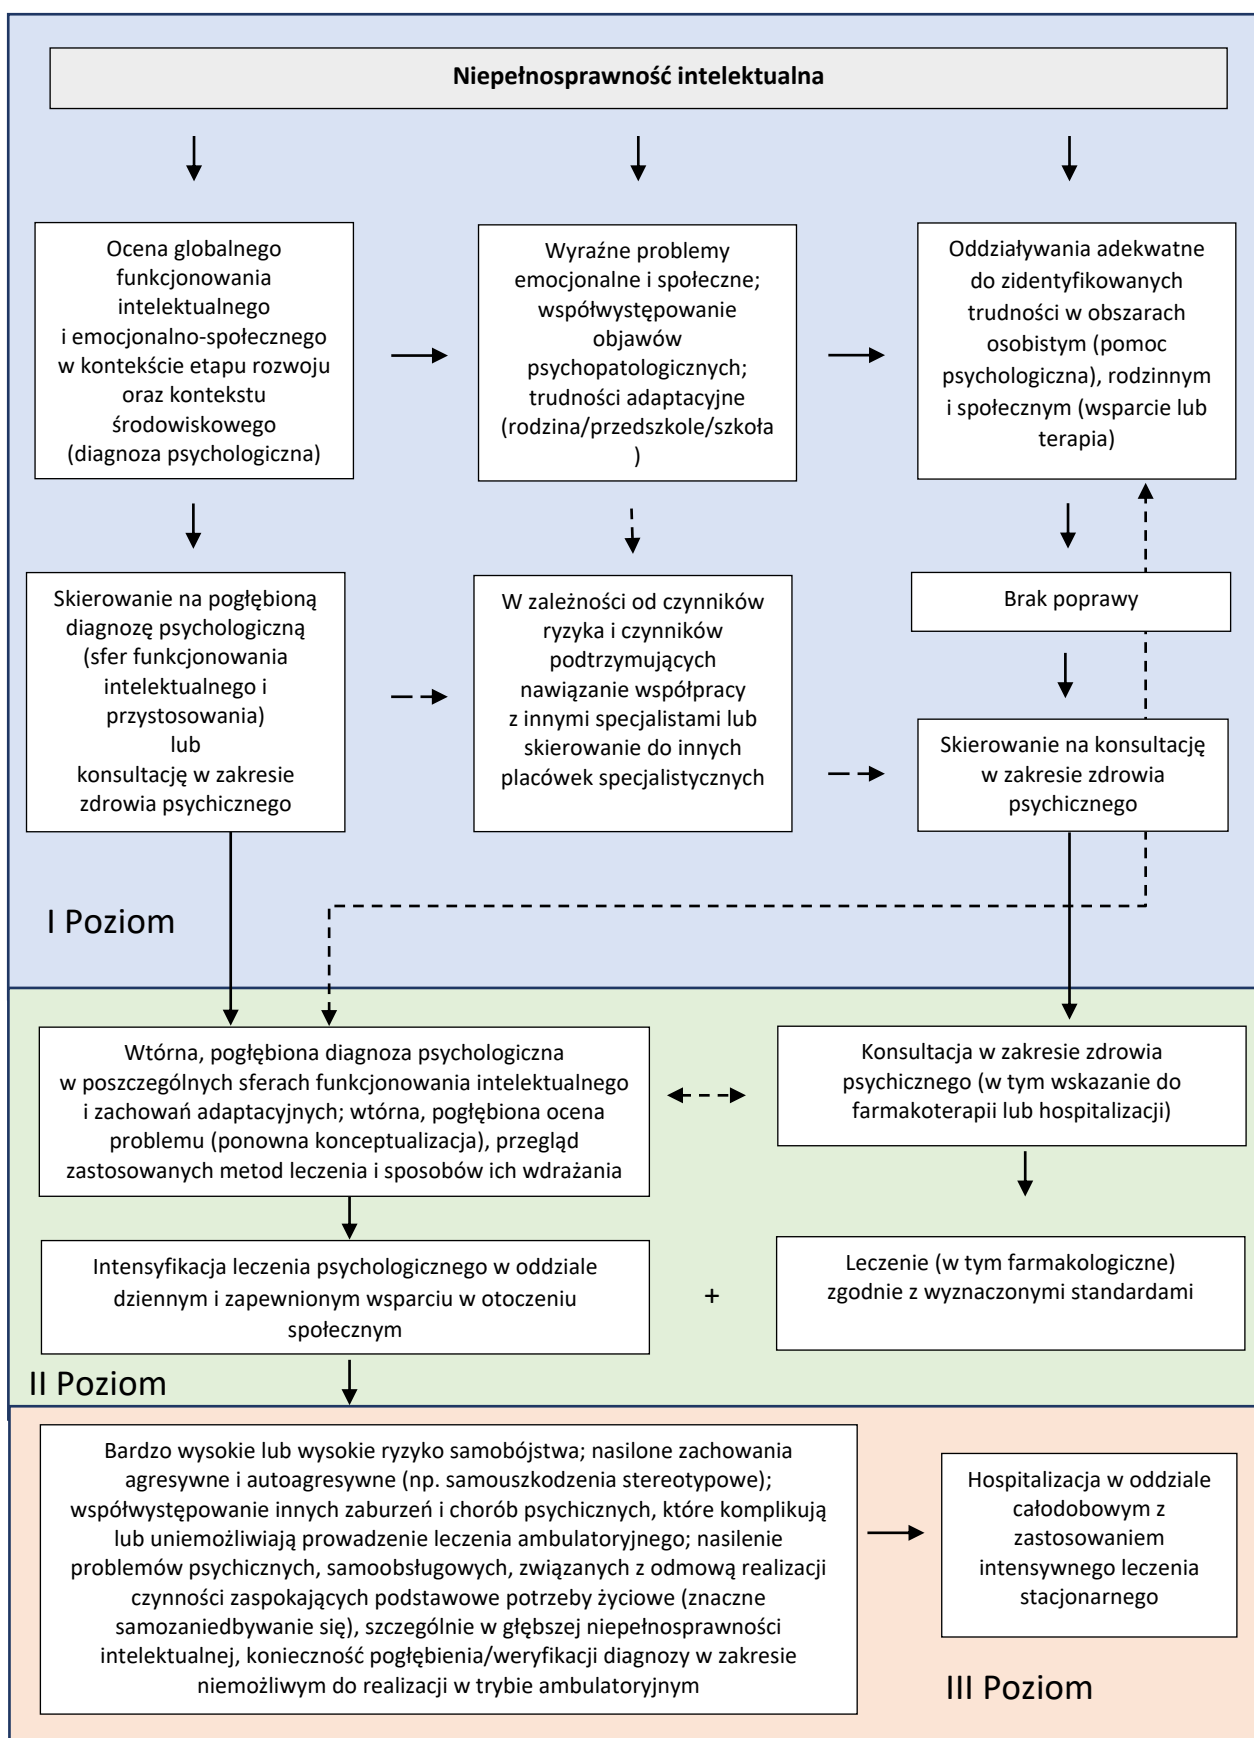 Niepełnosprawność intelektualna
Ocena globalnego
funkcjonowania
intelektualnego
i emocjonalno-społecznego
w kontekście etapu rozwoju
oraz kontekstu
środowiskowego
(diagnoza psychologiczna)
Wyraźne problemy
emocjonalne i społeczne;
współwystępowanie
objawów
psychopatologicznych;
trudności adaptacyjne
(rodzina/przedszkole/szkoła
)
Oddziaływania adekwatne
do zidentyfikowanych
trudności w obszarach
osobistym (pomoc
psychologiczna), rodzinnym
i społecznym (wsparcie lub
terapia)
Skierowanie na pogłębioną
diagnozę psychologiczną
(sfer funkcjonowania
intelektualnego i
przystosowania)
lub
konsultację w zakresie
zdrowia psychicznego
W zależności od czynników
ryzyka i czynników
podtrzymujących
nawiązanie współpracy
z innymi specjalistami lub
skierowanie do innych
placówek specjalistycznych
Brak poprawy
Skierowanie na konsultację
w zakresie zdrowia
psychicznego
I Poziom
Wtórna, pogłębiona diagnoza psychologiczna
w poszczególnych sferach funkcjonowania intelektualnego
i zachowań adaptacyjnych; wtórna, pogłębiona ocena
problemu (ponowna konceptualizacja), przegląd
zastosowanych metod leczenia i sposobów ich wdrażania
Konsultacja w zakresie zdrowia
psychicznego (w tym wskazanie do
farmakoterapii lub hospitalizacji)
Intensyfikacja leczenia psychologicznego w oddziale
dziennym i zapewnionym wsparciu w otoczeniu
społecznym
+
Leczenie (w tym farmakologiczne)
zgodnie z wyznaczonymi standardami
II Poziom
Bardzo wysokie lub wysokie ryzyko samobójstwa; nasilone zachowania
agresywne i autoagresywne (np. samouszkodzenia stereotypowe);
współwystępowanie innych zaburzeń i chorób psychicznych, które komplikują
lub uniemożliwiają prowadzenie leczenia ambulatoryjnego; nasilenie
problemów psychicznych, samoobsługowych, związanych z odmową realizacji
czynności zaspokających podstawowe potrzeby życiowe (znaczne
samozaniedbywanie się), szczególnie w głębszej niepełnosprawności
intelektualnej, konieczność pogłębienia/weryfikacji diagnozy w zakresie
niemożliwym do realizacji w trybie ambulatoryjnym
Hospitalizacja w oddziale
całodobowym z
zastosowaniem
intensywnego leczenia
stacjonarnego
III Poziom